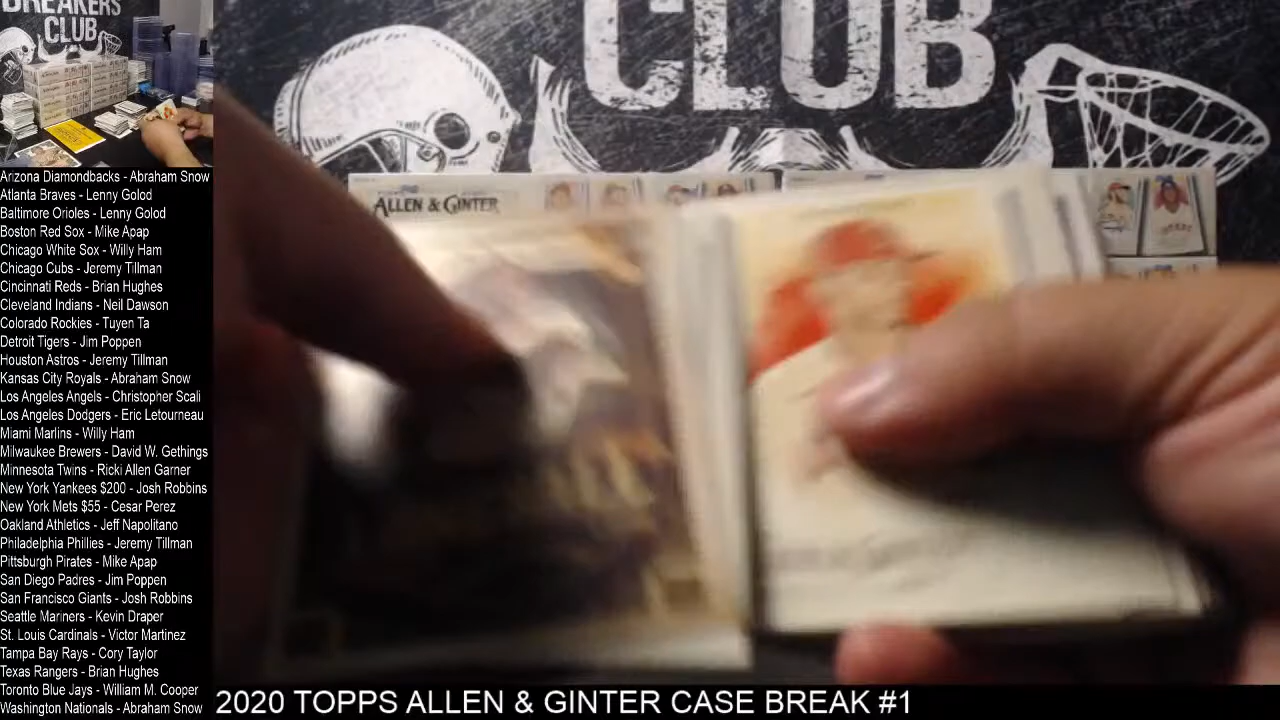 BREAKERS
CLUB
CLUB
ALLEN & GINTER
Arizona Diamondbacks - Abraham Snow
Atlanta Braves - Lenny Golod
Baltimore Orioles - Lenny Golod
Boston Red Sox - Mike Apap
Chicago White Sox - Willy Ham
Chicago Cubs - Jeremy Tillman
Cincinnati Reds - Brian Hughes
Cleveland Indians - Neil Dawson
Colorado Rockies - Tuyen Ta
Detroit Tigers - Jim Poppen
Houston Astros - Jeremy Tillman
Kansas City Royals - Abraham Snow
Los Angeles Angels - Christopher Scali
Los Angeles Dodgers - Eric Letourneau
Miami Marlins - Willy Ham
Milwaukee Brewers - David W. Gethings
Minnesota Twins - Ricki Allen Garner
New York Yankees $200 - Josh Robbins
New York Mets $55 - Cesar Perez
Oakland Athletics - Jeff Napolitano
Philadelphia Phillies - Jeremy Tillman
Pittsburgh Pirates - Mike Apap
San Diego Padres - Jim Poppen
San Francisco Giants - Josh Robbins
Seattle Mariners - Kevin Draper
St. Louis Cardinals - Victor Martinez
Tampa Bay Rays - Cory Taylor
Texas Rangers - Brian Hughes
Toronto Blue Jays - William M. Cooper
Washington Nationals - Abraham Snow
2020 TOPPS ALLEN & GINTER CASE BREAK #1